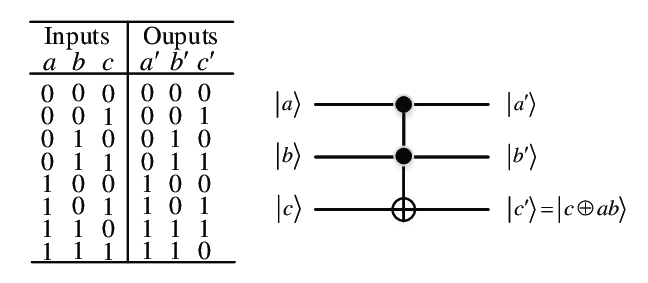 Inputs Ouputs
a b c a′ b′ c′
0 0 0 0 0 0
0 0 1 0 0 1
0 1 0 0 1 0
0 1 1 0 1 1
1 0 0 1 0 0
1 0 1 1 0 1
1 1 0 1 1 1
1 1 1 1 1 0
|a⟩ |a′⟩
|b⟩ |b′⟩
|c⟩ |c′⟩=|c⊕ab⟩